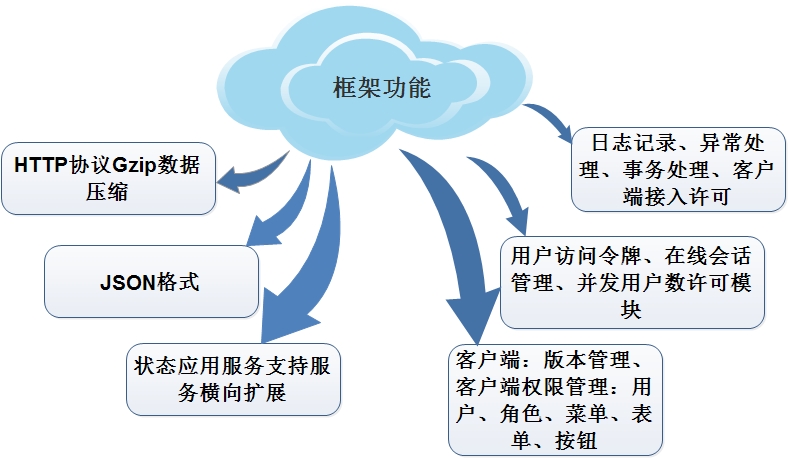 框架功能
HTTP协议Gzip数据
压缩
JSON格式
状态应用服务支持服
务横向扩展
日志记录、异常处
理、事务处理、客户
端接入许可
用户访问令牌、在线会话
管理、并发用户数许可模
块
客户端：版本管理、
客户端权限管理：用
户、角色、菜单、表
单、按钮